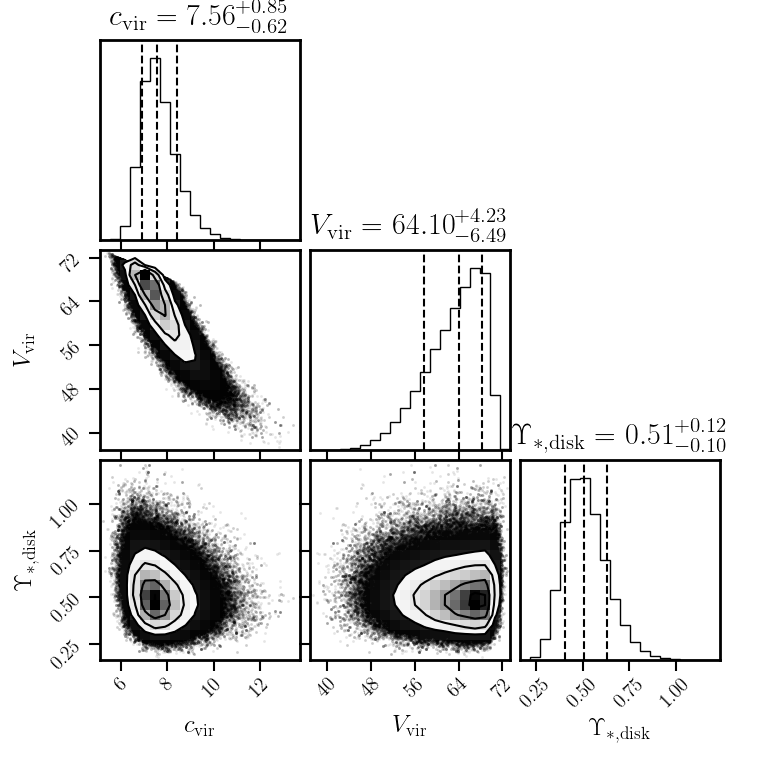 c_vir = 7.56^{+0.85}_{−0.62}
V_vir = 64.10^{+4.23}_{−6.49}
72
64
56
48
40
V_vir
Υ_{∗,disk} = 0.51^{+0.12}_{−0.10}
1.00
0.75
0.50
0.25
Υ_{∗,disk}
6 8 10 12
40 48 56 64 72
0.25 0.50 0.75 1.00
c_vir
V_vir
Υ_{∗,disk}